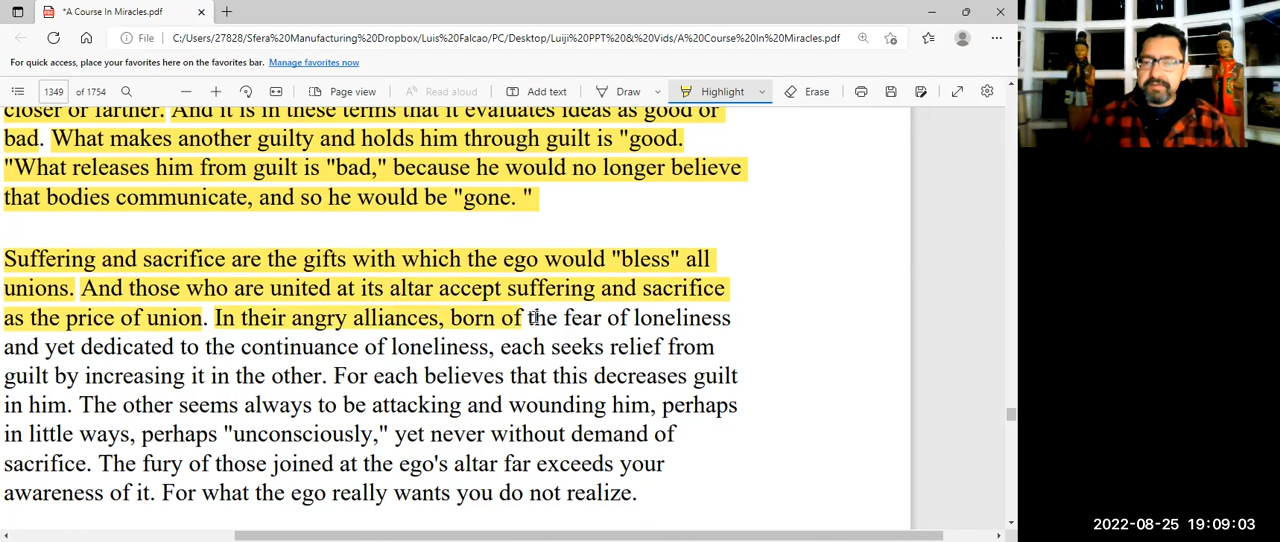 *A Course In Miracles.pdf
File C:/Users/27828/Sfera%20Manufacturing%20Dropbox/Luis%20Falcao/PC/Desktop/Luiji%20PPT%20&%20Vids/A%20Course%20In%20Miracles.pdf
For quick access, place your favorites here on the favorites bar. Manage favorites now
1349 of 1754 Page view Read aloud Add text Draw Highlight Erase
closer or farther. And it is in these terms that it evaluates ideas as good or
bad. What makes another guilty and holds him through guilt is "good.
"What releases him from guilt is "bad," because he would no longer believe
that bodies communicate, and so he would be "gone. "
Suffering and sacrifice are the gifts with which the ego would "bless" all
unions. And those who are united at its altar accept suffering and sacrifice
as the price of union. In their angry alliances, born of the fear of loneliness
and yet dedicated to the continuance of loneliness, each seeks relief from
guilt by increasing it in the other. For each believes that this decreases guilt
in him. The other seems always to be attacking and wounding him, perhaps
in little ways, perhaps "unconsciously," yet never without demand of
sacrifice. The fury of those joined at the ego's altar far exceeds your
awareness of it. For what the ego really wants you do not realize.
2022-08-25 19:09:03